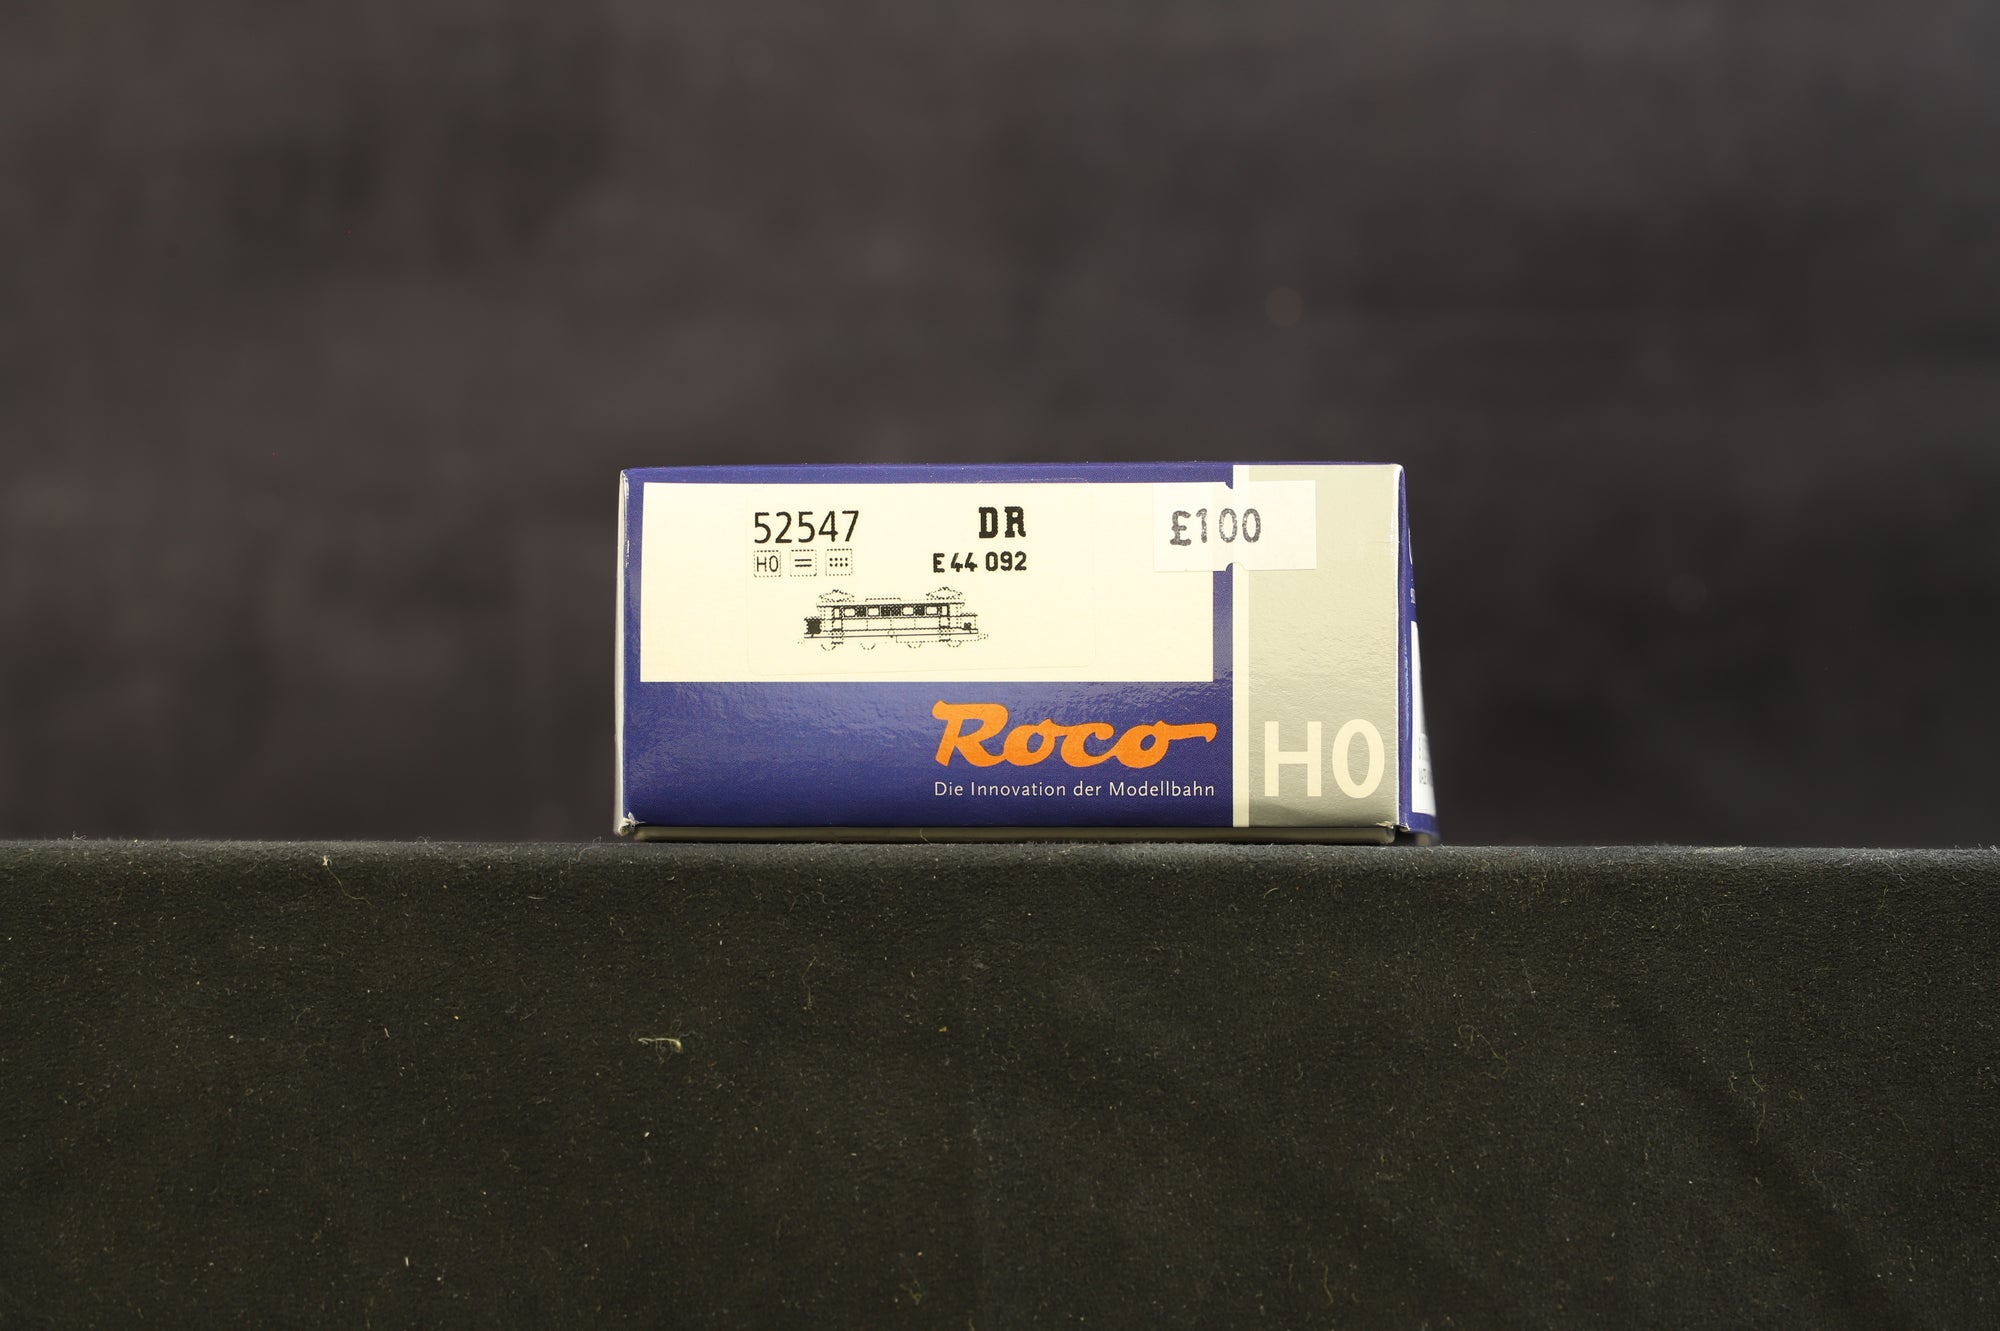 52547
DR
£100
H0
E 44 092
Roco
Die Innovation der Modellbahn
H0